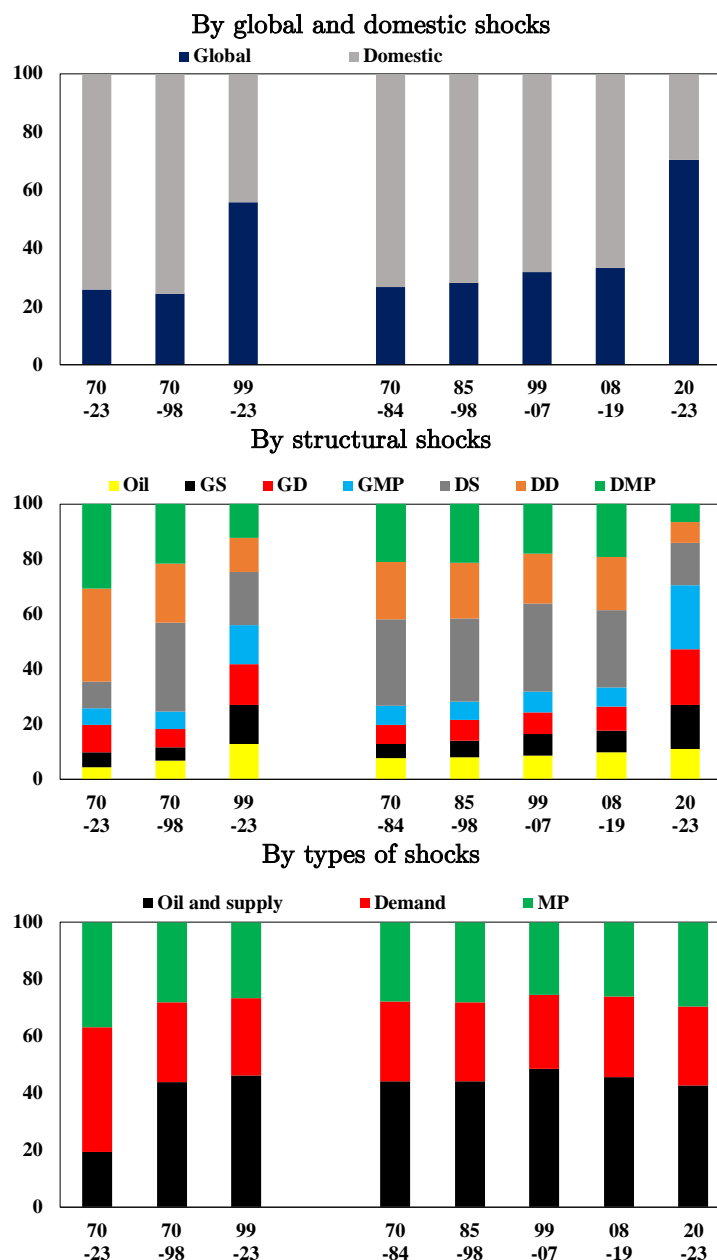 By global and domestic shocks
Global Domestic
100
80
60
40
20
0
70 70 99 70 85 99 08 20
-23 -98 -23 -84 -98 -07 -19 -23
By structural shocks
Oil GS GD GMP DS DD DMP
100
80
60
40
20
0
70 70 99 70 85 99 08 20
-23 -98 -23 -84 -98 -07 -19 -23
By types of shocks
Oil and supply Demand MP
100
80
60
40
20
0
70 70 99 70 85 99 08 20
-23 -98 -23 -84 -98 -07 -19 -23